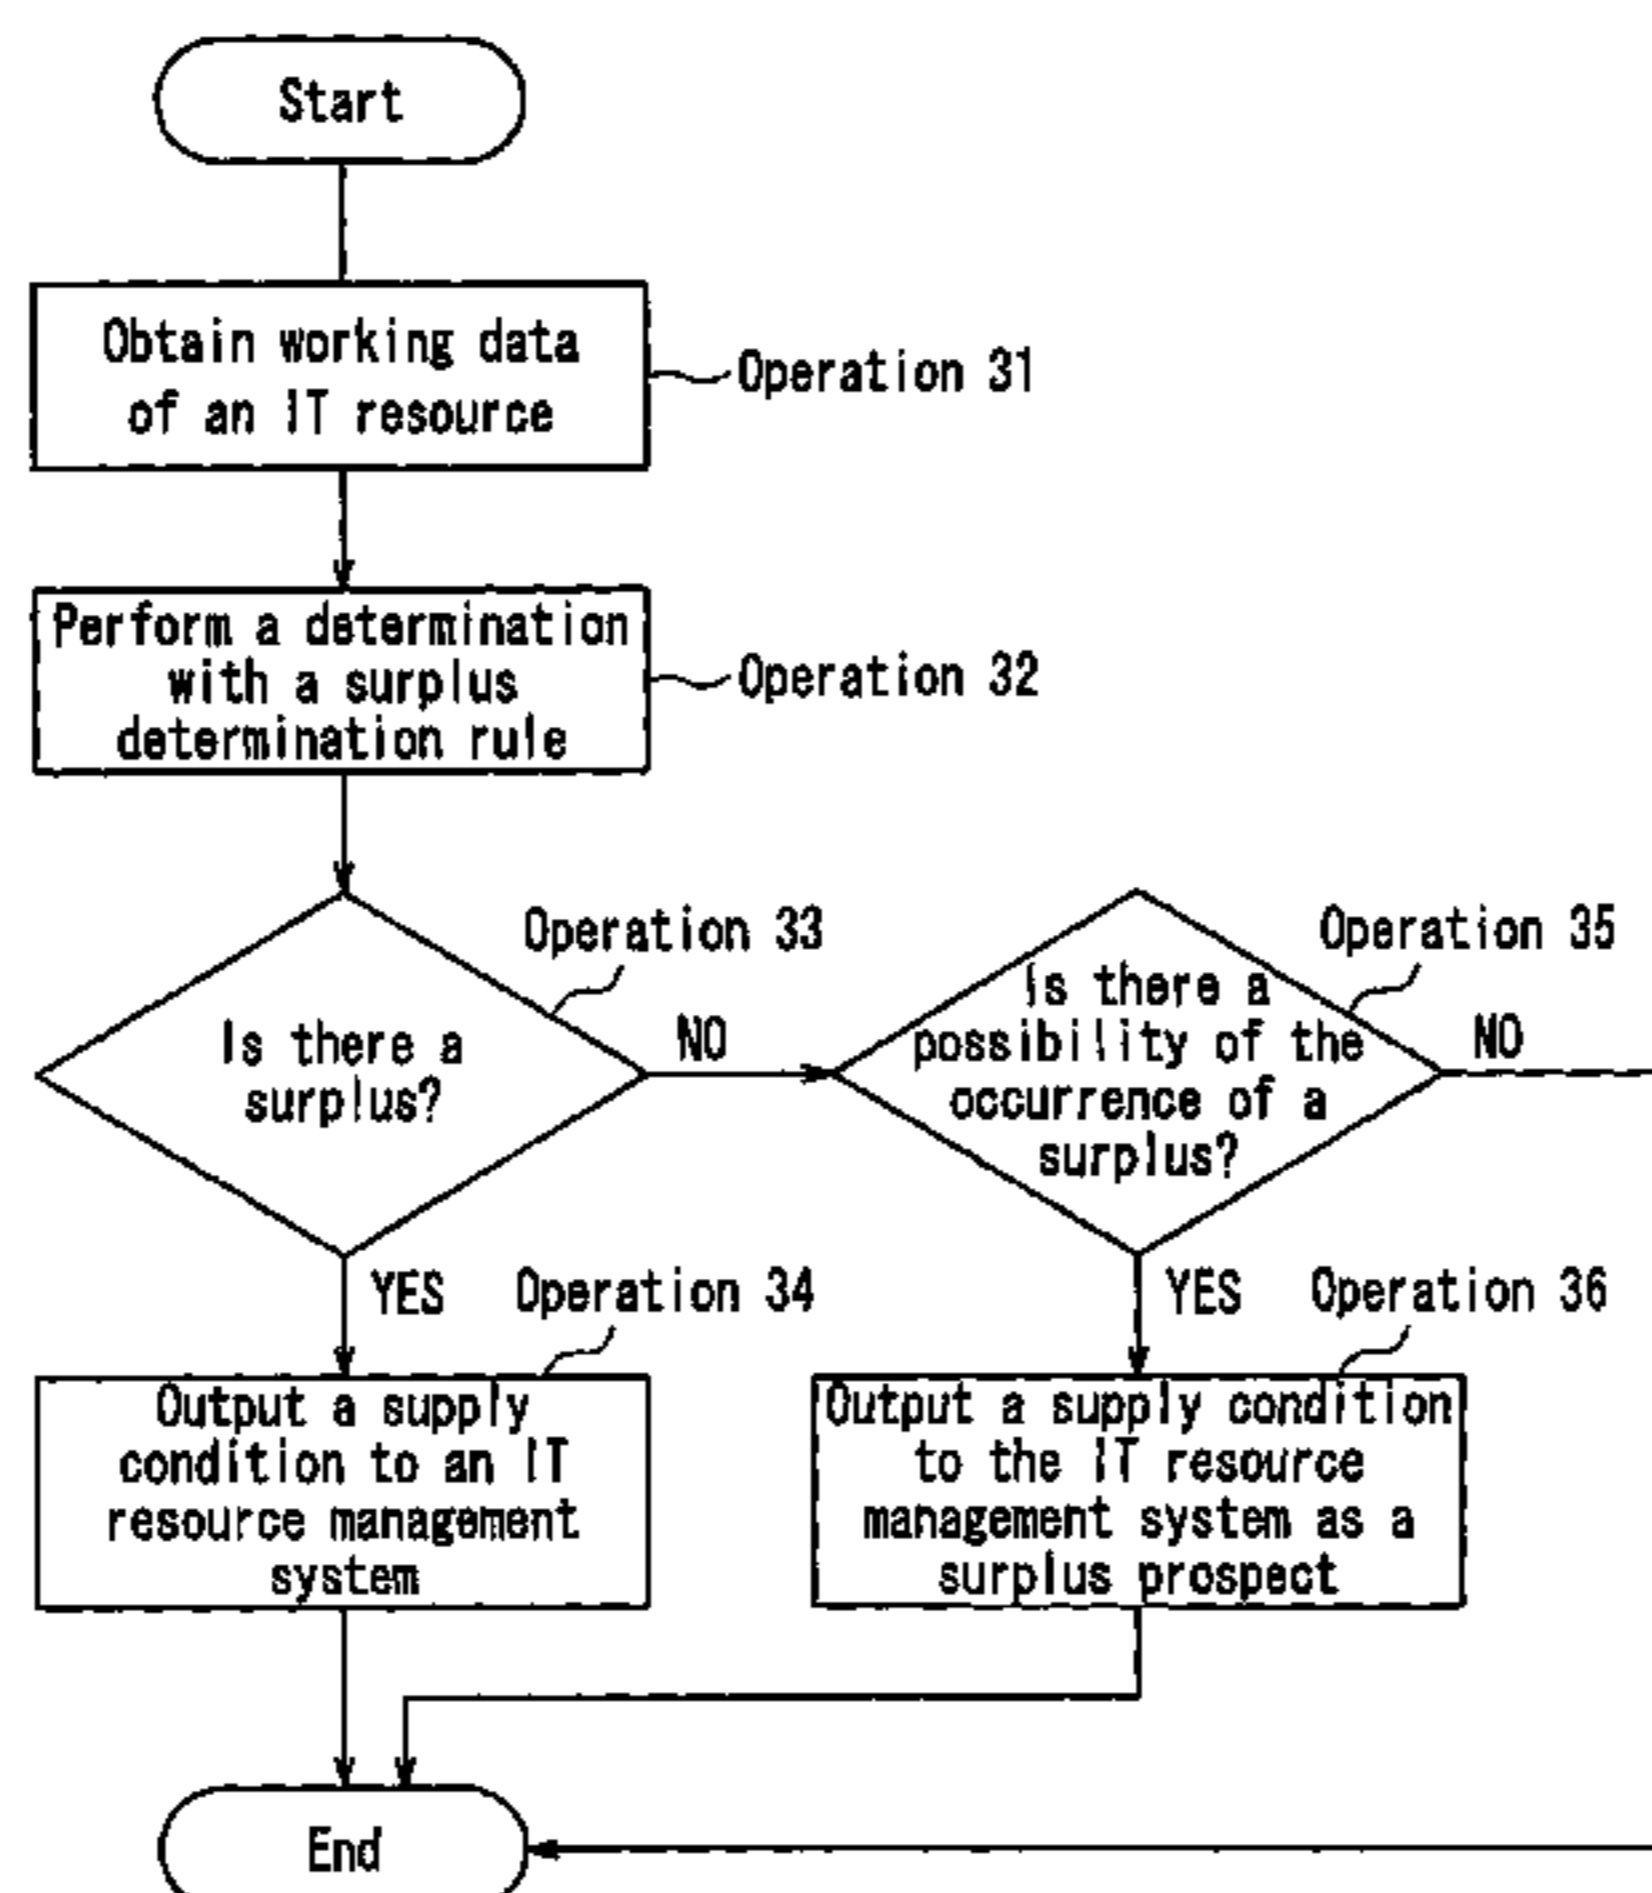 Start
Obtain working data
of an IT resource
Operation 31
Perform a determination
with a surplus
determination rule
Operation 32
Operation 33
Is there a
surplus?
NO
Operation 35
Is there a
possibility of the
occurrence of a
surplus?
NO
YES
Operation 34
Output a supply
condition to an IT
resource management
system
YES
Operation 36
Output a supply condition
to the IT resource
management system as a
surplus prospect
End